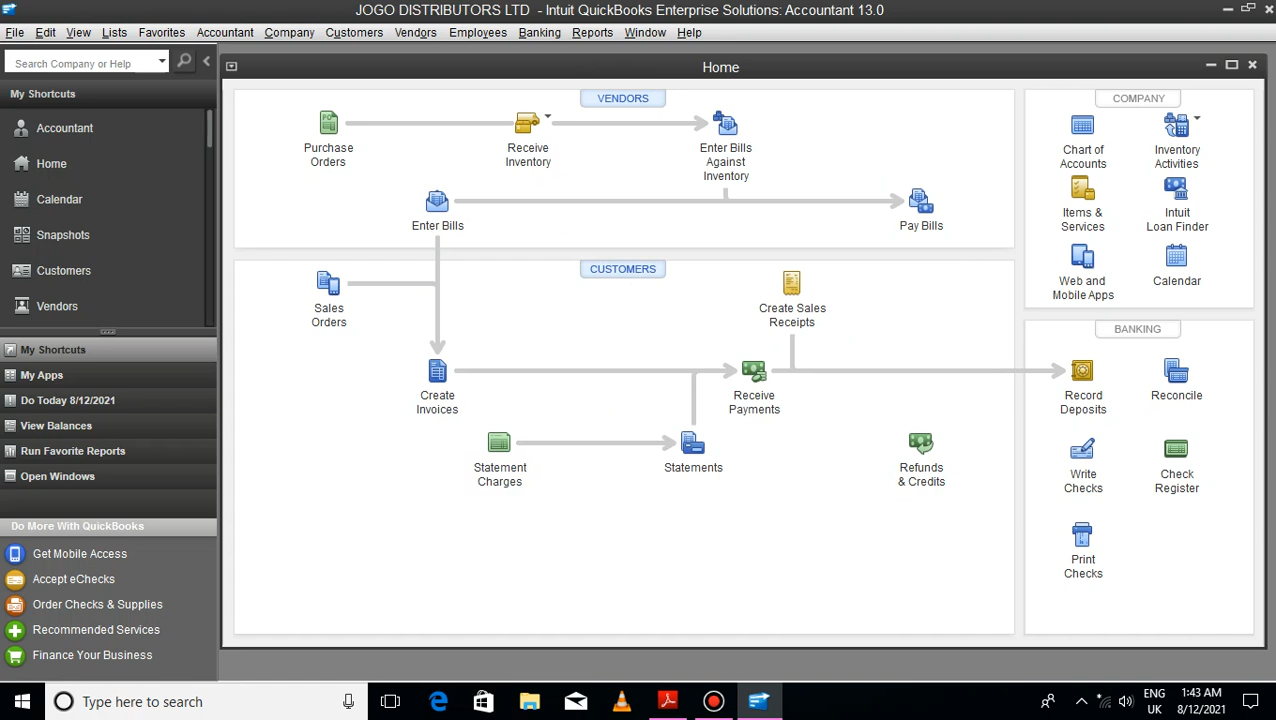 JOGO DISTRIBUTORS LTD - Intuit QuickBooks Enterprise Solutions: Accountant 13.0
File Edit View Lists Favorites Accountant Company Customers Vendors Employees Banking Reports Window Help
Search Company or Help
My Shortcuts
Accountant
Home
Calendar
Snapshots
Customers
Vendors
My Shortcuts
My Apps
Do Today 8/12/2021
View Balances
Run Favorite Reports
Open Windows
Do More With QuickBooks
Get Mobile Access
Accept eChecks
Order Checks & Supplies
Recommended Services
Finance Your Business
Home
VENDORS
Purchase
Orders
Receive
Inventory
Enter Bills
Against
Inventory
Enter Bills
Pay Bills
CUSTOMERS
Sales
Orders
Create Sales
Receipts
Create
Invoices
Receive
Payments
Statement
Charges
Statements
Refunds
& Credits
COMPANY
Chart of
Accounts
Inventory
Activities
Items &
Services
Intuit
Loan Finder
Web and
Mobile Apps
Calendar
BANKING
Record
Deposits
Reconcile
Write
Checks
Check
Register
Print
Checks
Type here to search
ENG
UK
1:43 AM
8/12/2021